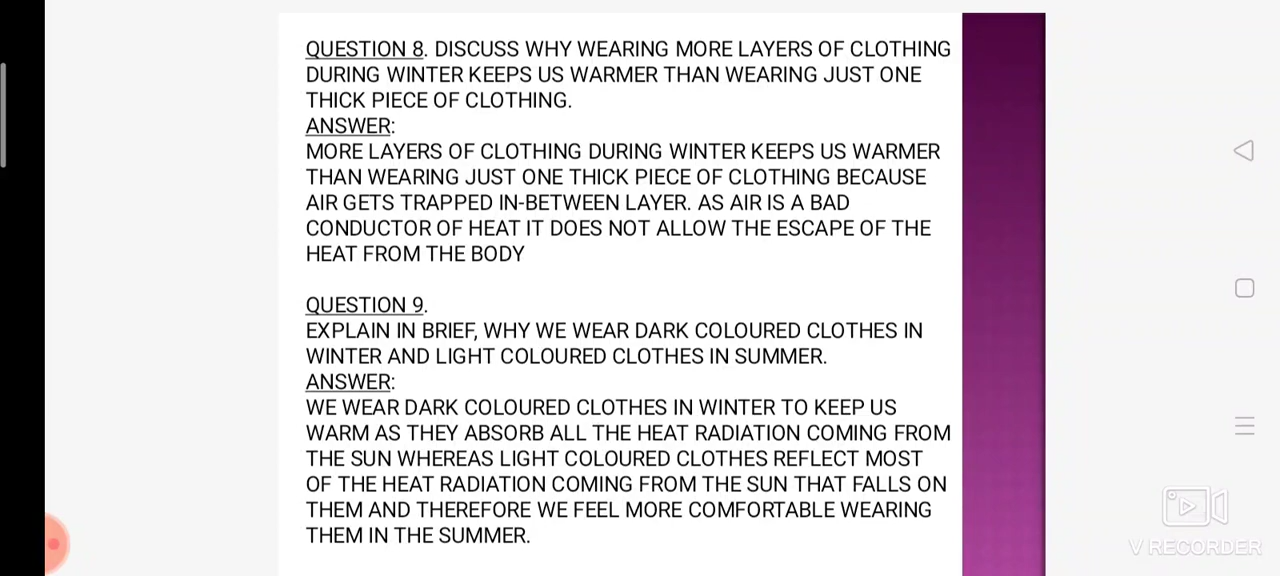 QUESTION 8. DISCUSS WHY WEARING MORE LAYERS OF CLOTHING
DURING WINTER KEEPS US WARMER THAN WEARING JUST ONE
THICK PIECE OF CLOTHING.
ANSWER:
MORE LAYERS OF CLOTHING DURING WINTER KEEPS US WARMER
THAN WEARING JUST ONE THICK PIECE OF CLOTHING BECAUSE
AIR GETS TRAPPED IN-BETWEEN LAYER. AS AIR IS A BAD
CONDUCTOR OF HEAT IT DOES NOT ALLOW THE ESCAPE OF THE
HEAT FROM THE BODY
QUESTION 9.
EXPLAIN IN BRIEF, WHY WE WEAR DARK COLOURED CLOTHES IN
WINTER AND LIGHT COLOURED CLOTHES IN SUMMER.
ANSWER:
WE WEAR DARK COLOURED CLOTHES IN WINTER TO KEEP US
WARM AS THEY ABSORB ALL THE HEAT RADIATION COMING FROM
THE SUN WHEREAS LIGHT COLOURED CLOTHES REFLECT MOST
OF THE HEAT RADIATION COMING FROM THE SUN THAT FALLS ON
THEM AND THEREFORE WE FEEL MORE COMFORTABLE WEARING
THEM IN THE SUMMER.
V RECORDER